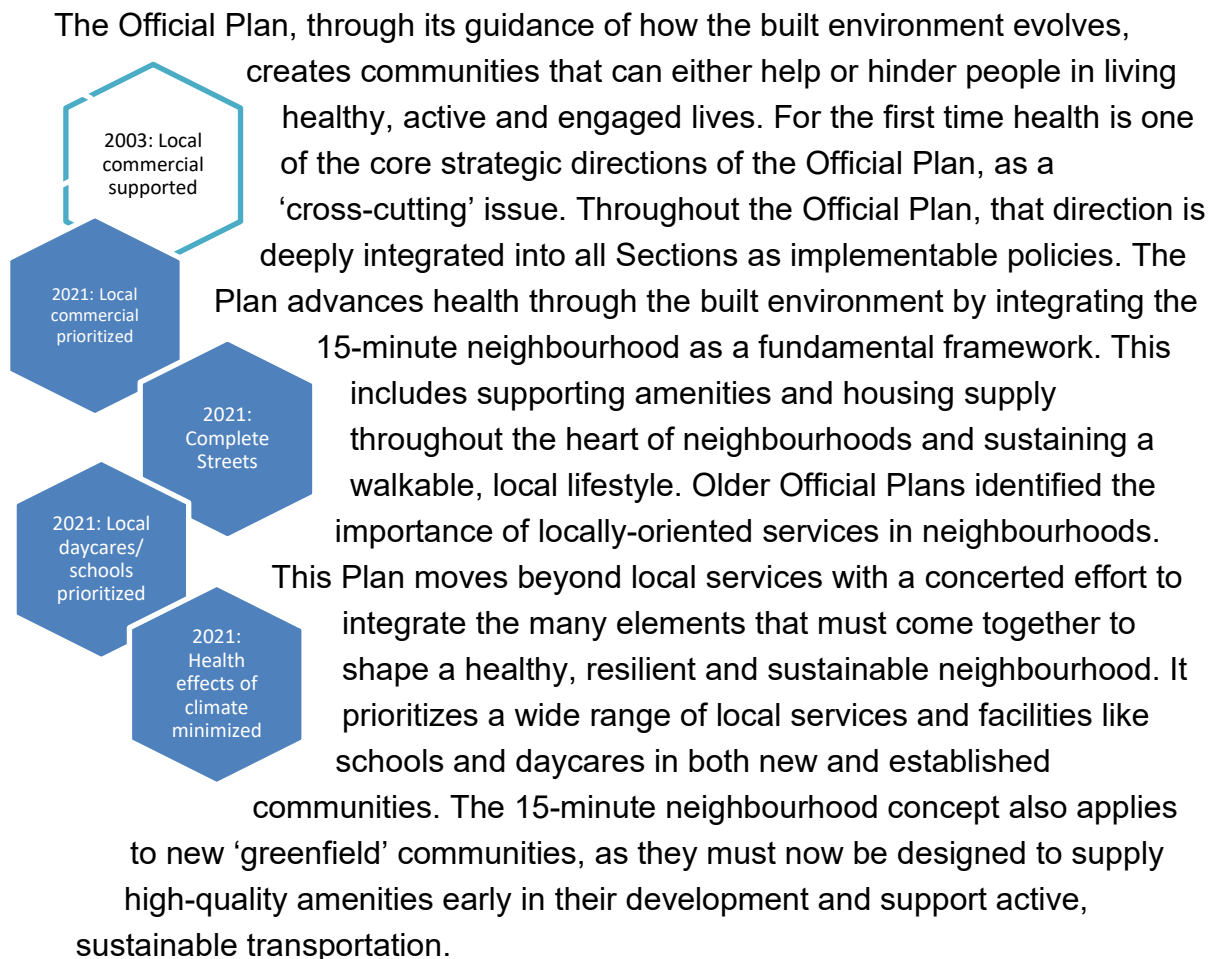 The Official Plan, through its guidance of how the built environment evolves,
creates communities that can either help or hinder people in living
healthy, active and engaged lives. For the first time health is one
of the core strategic directions of the Official Plan, as a
‘cross-cutting’ issue. Throughout the Official Plan, that direction is
deeply integrated into all Sections as implementable policies. The
Plan advances health through the built environment by integrating the
15-minute neighbourhood as a fundamental framework. This
includes supporting amenities and housing supply
throughout the heart of neighbourhoods and sustaining a
walkable, local lifestyle. Older Official Plans identified the
importance of locally-oriented services in neighbourhoods.
This Plan moves beyond local services with a concerted effort to
integrate the many elements that must come together to
shape a healthy, resilient and sustainable neighbourhood. It
prioritizes a wide range of local services and facilities like
schools and daycares in both new and established
communities. The 15-minute neighbourhood concept also applies
to new ‘greenfield’ communities, as they must now be designed to supply
high-quality amenities early in their development and support active,
sustainable transportation.
2003: Local
commercial
supported
2021: Local
commercial
prioritized
2021:
Complete
Streets
2021: Local
daycares/
schools
prioritized
2021:
Health
effects of
climate
minimized